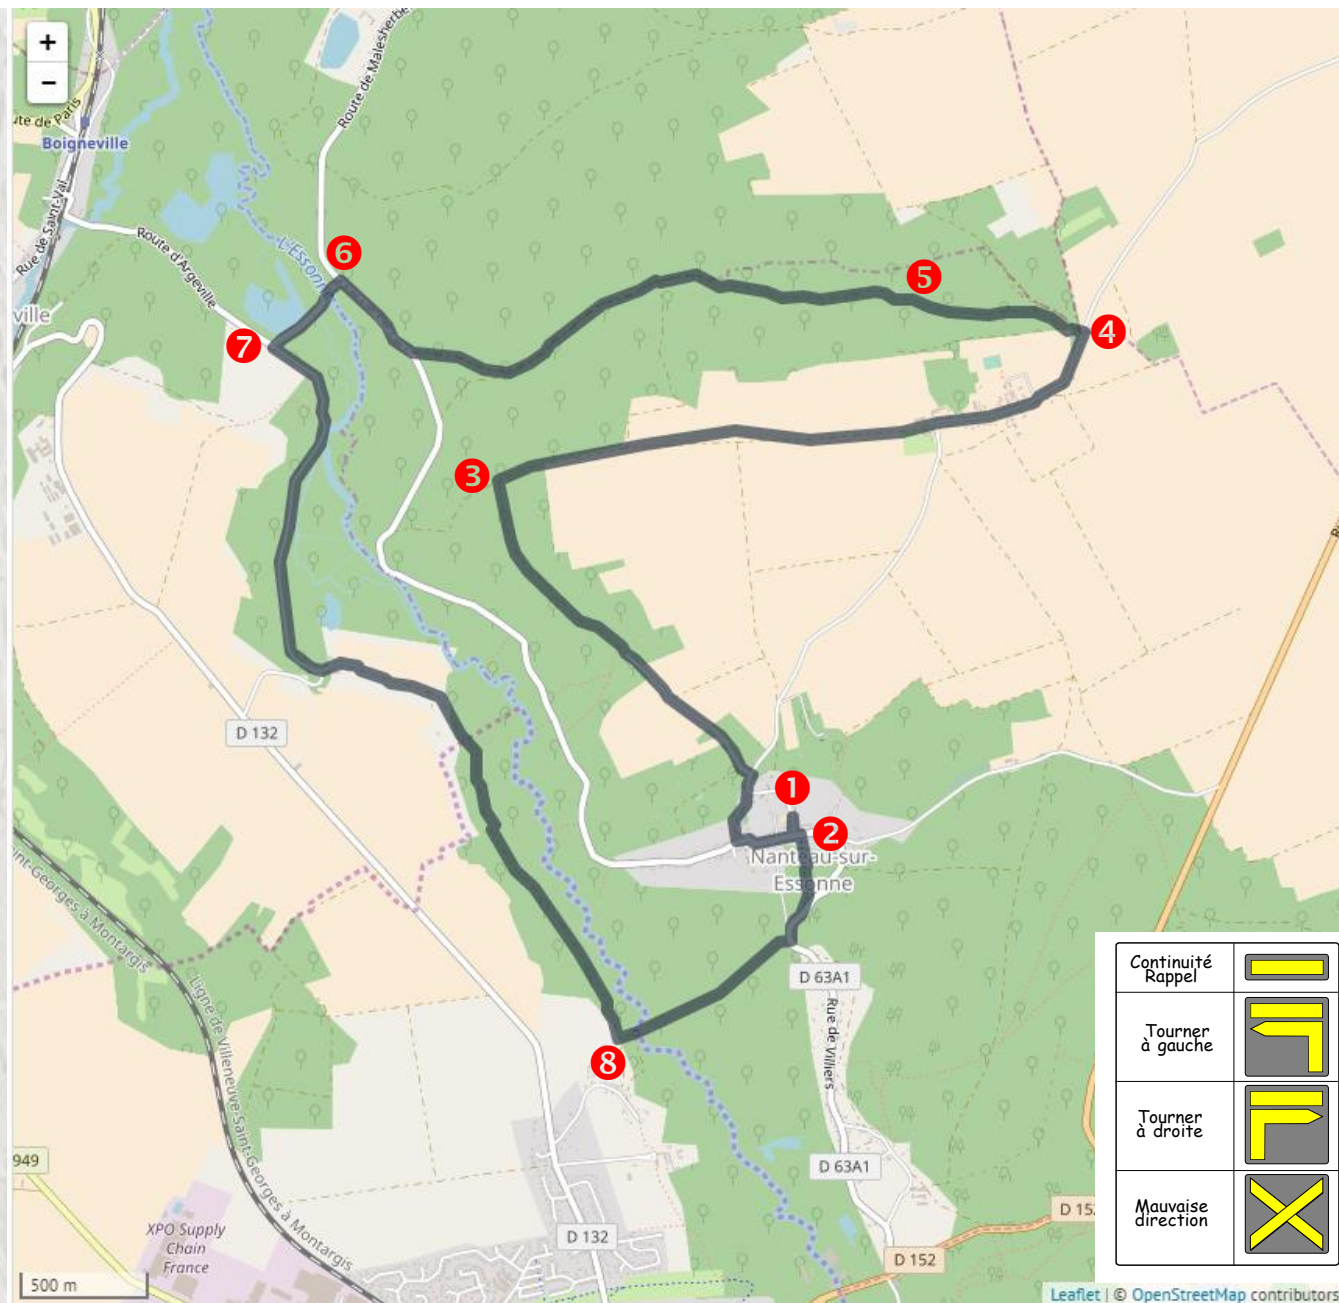 +
−
ute de Paris
Boigneville
Rue de Saint-Val
Route d'Argeville
Route de Malesherbe
L'Essonne
ville
6
7
5
4
3
1
2
Nanteau-sur-
Essonne
D 132
D 63A1
Rue de Villiers
8
D 63A1
int-Georges à Montargis
Ligne de Villeneuve-Saint-Georges à Montargis
949
XPO Supply
Chain
France
D 132
D 152
D 152
500 m
Continuité
Rappel
Tourner
à gauche
Tourner
à droite
Mauvaise
direction
Leaflet | © OpenStreetMap contributors